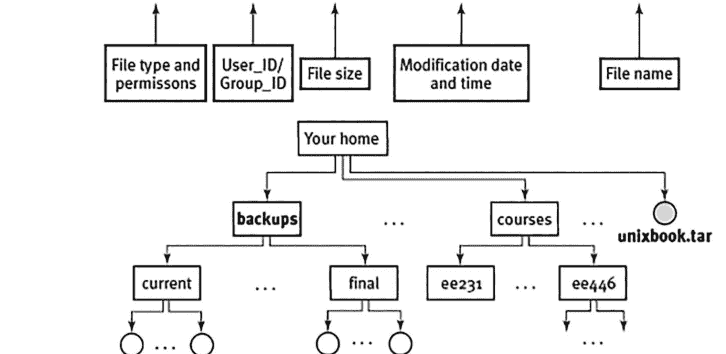 File type and
permissons
User_ID/
Group_ID
File size
Modification date
and time
File name
Your home
backups
...
courses
...
unixbook.tar
current
...
final
ee231
...
ee446
...
...
...